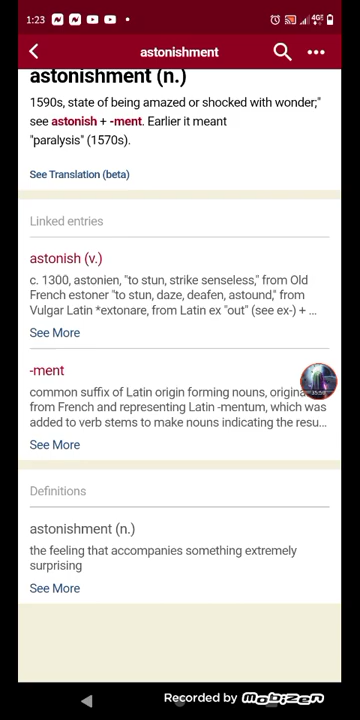 1:23
4G
astonishment
astonishment (n.)
1590s, state of being amazed or shocked with wonder;"
see astonish + -ment. Earlier it meant
"paralysis" (1570s).
See Translation (beta)
Linked entries
astonish (v.)
c. 1300, astonien, "to stun, strike senseless," from Old
French estoner "to stun, daze, deafen, astound," from
Vulgar Latin *extonare, from Latin ex "out" (see ex-) + ...
See More
-ment
common suffix of Latin origin forming nouns, origina
from French and representing Latin -mentum, which was
added to verb stems to make nouns indicating the resu...
See More
Definitions
astonishment (n.)
the feeling that accompanies something extremely
surprising
See More
Recorded by mobizen